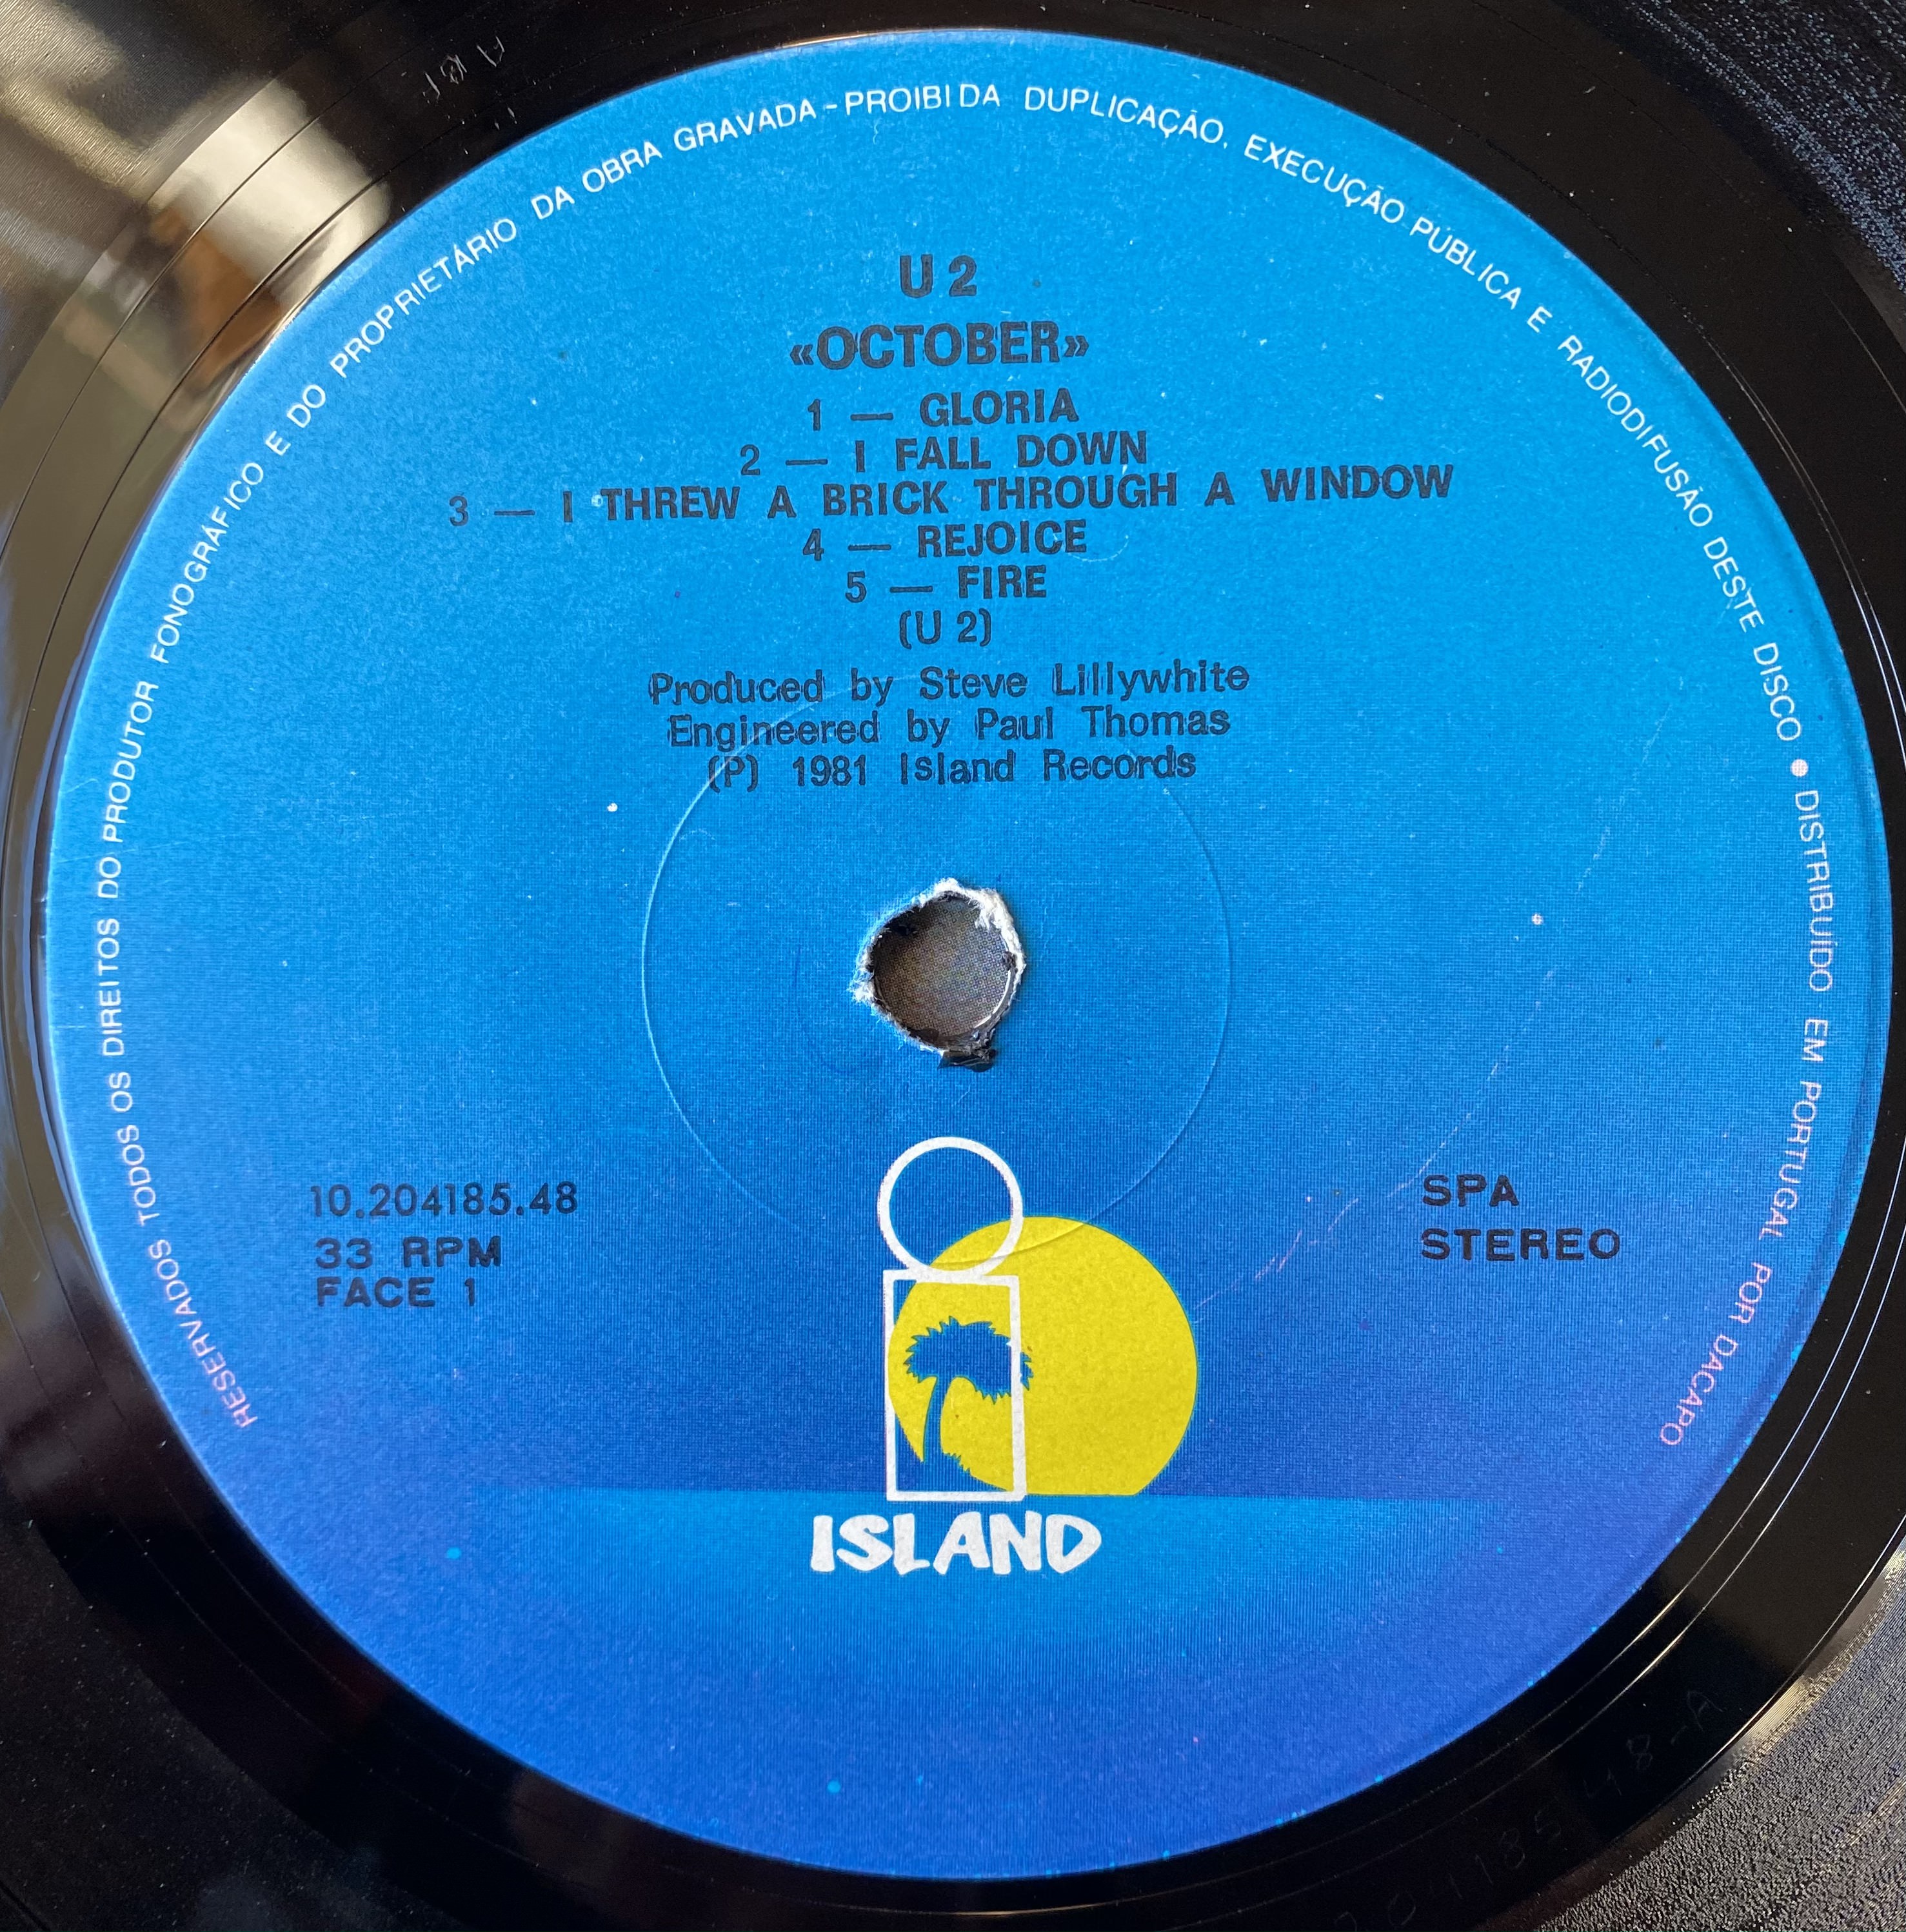 RESERVADOS TODOS OS DIREITOS DO PRODUTOR FONOGRÁFICO E DO PROPRIETÁRIO DA OBRA GRAVADA - PROIBIDA DUPLICAÇÃO, EXECUÇÃO PÚBLICA E RADIODIFUSÃO DESTE DISCO • DISTRIBUÍDO EM PORTUGAL POR DACAPO
U 2
«OCTOBER»
1 — GLORIA
2 — I FALL DOWN
3 — I THREW A BRICK THROUGH A WINDOW
4 — REJOICE
5 — FIRE
(U 2)
Produced by Steve Lillywhite
Engineered by Paul Thomas
(P) 1981 Island Records
10.204185.48
33 RPM
FACE 1
SPA
STEREO
ISLAND